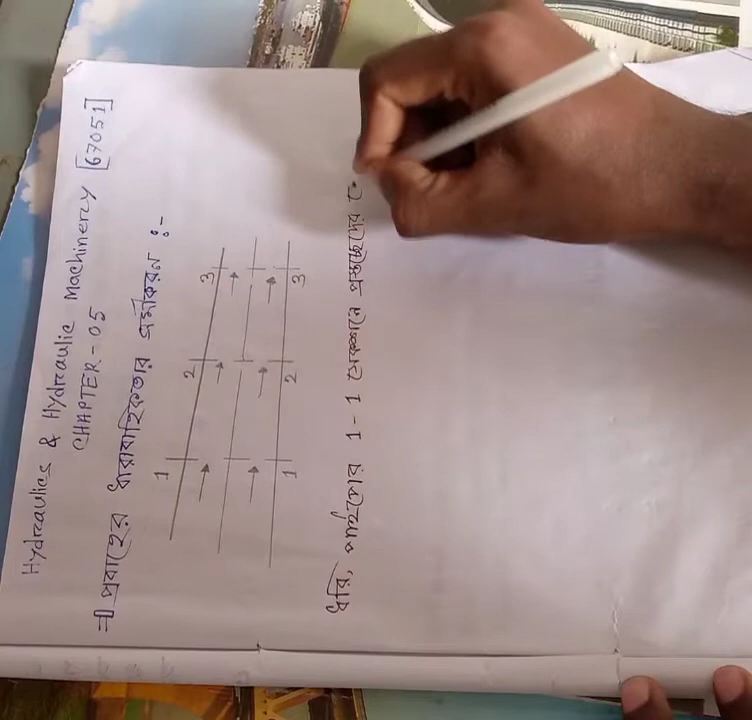 Hydraulics & Hydraulic Machinery [67051]
CHAPTER-05
⇒ প্রবাহের ধারাবাহিকতার সমীকরন :-
1 2 3
1 2 3
ধরি, পাইপের 1-1 সেকশনে প্রস্থচ্ছেদের